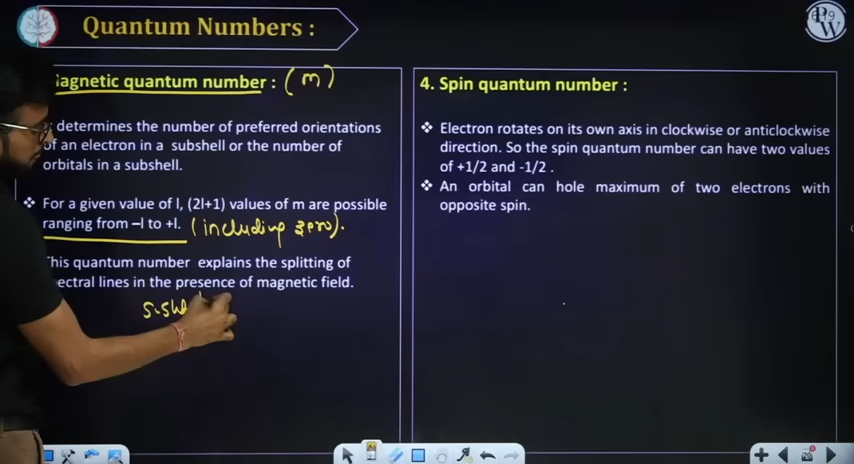 Quantum Numbers :
agnetic quantum number : (m)
determines the number of preferred orientations
of an electron in a subshell or the number of
orbitals in a subshell.
❖ For a given value of l, (2l+1) values of m are possible
ranging from –l to +l. (including zero).
his quantum number explains the splitting of
ectral lines in the presence of magnetic field.
4. Spin quantum number :
❖ Electron rotates on its own axis in clockwise or anticlockwise
direction. So the spin quantum number can have two values
of +1/2 and -1/2 .
❖ An orbital can hole maximum of two electrons with
opposite spin.